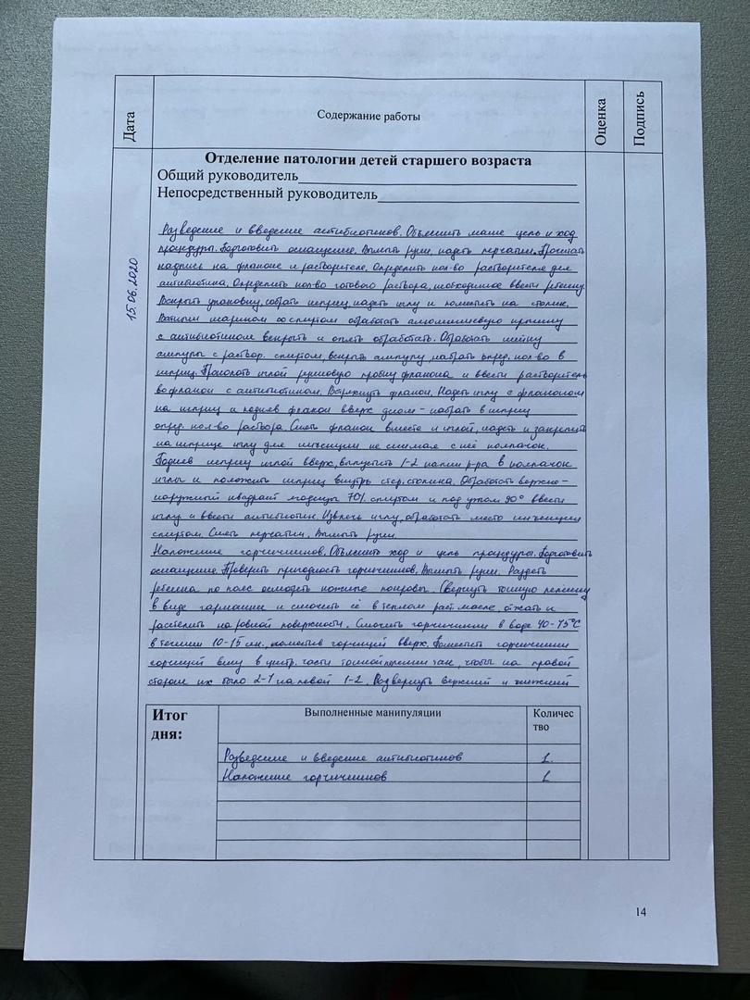 Дата
Содержание работы
Оценка
Подпись
Отделение патологии детей старшего возраста
Общий руководитель
Непосредственный руководитель
15.06.2020
Разведение и введение антибиотиков. Объяснить маме цель и ход
процедуры. Подготовить оснащение. Вымыть руки, надеть перчатки. Прочитать
надпись на флаконе и растворителе. Определить кол-во растворителя для
антибиотика. Определить кол-во готового раствора, необходимое ввести ребенку.
Вскрыть упаковку, собрать шприц, надеть иглу и поместить на столик.
Ватным шариком со спиртом обработать алюминиевую крышку
с антибиотиком вскрыть и опять обработать. Обработать шейку
ампулы с раствор. спиртом, вскрыть ампулу, набрать опред. кол-во в
шприц. Проколоть иглой резиновую пробку флакона и ввести растворитель
во флакон с антибиотиком. Встряхнуть флакон. Надеть иглу с флаконом
на шприц и подняв флакон вверх дном - набрать в шприц
опред. кол-во раствора. Снять флакон вместе с иглой, надеть и закрепить
на шприце иглу для инъекции не снимая с неё колпачок.
Подняв шприц иглой вверх, выпустить 1-2 капли р-ра в колпачок
иглы и положить шприц внутрь стер. столика. Обработать верхне-
наружный квадрант ягодицы 70% спиртом и под углом 90° ввести
иглу и ввести антибиотик. Извлечь иглу, обработать место инъекции
спиртом. Снять перчатки. Вымыть руки.
Наложение горчичников. Объяснить ход и цель процедуры. Подготовить
оснащение. Проверить пригодность горчичников. Вымыть руки. Раздеть
ребенка по пояс осмотреть кожные покровы. Свернуть тонкую пеленку
в виде гармошки и смочить её в теплом раст. масле, отжать и
расстелить на ровной поверхности. Смочить горчичники в воде 40-45°C
в течении 10-15 горчицей вверх. Поместить горчичники
горчицей вниз в центр. части тонкой пеленки так, чтобы на правой
стороне их было 2-1 на левой 1-2. Развернуть верхний и нижний
Итог
дня:
Выполненные манипуляции
Количес
тво
Разведение и введение антибиотиков
1.
Наложение горчичников
1
14